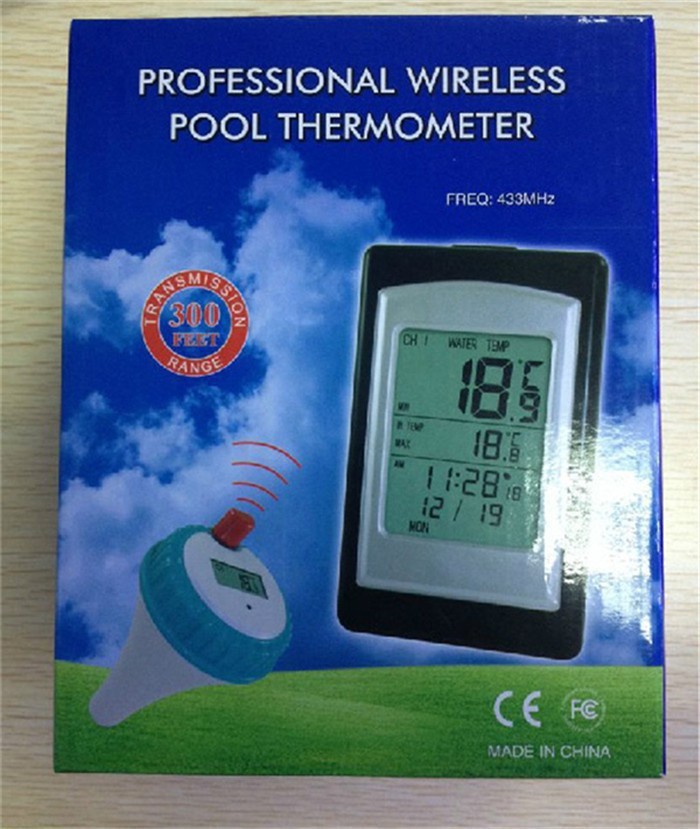 PROFESSIONAL WIRELESS
POOL THERMOMETER
FREQ: 433MHz
TRANSMISSION
300
FEET
RANGE
CH 1 WATER TEMP
18.9°C
MIN
IN TEMP
MAX 18.8°C
AM
11:28 18
12 / 19
MON
CE FC
MADE IN CHINA